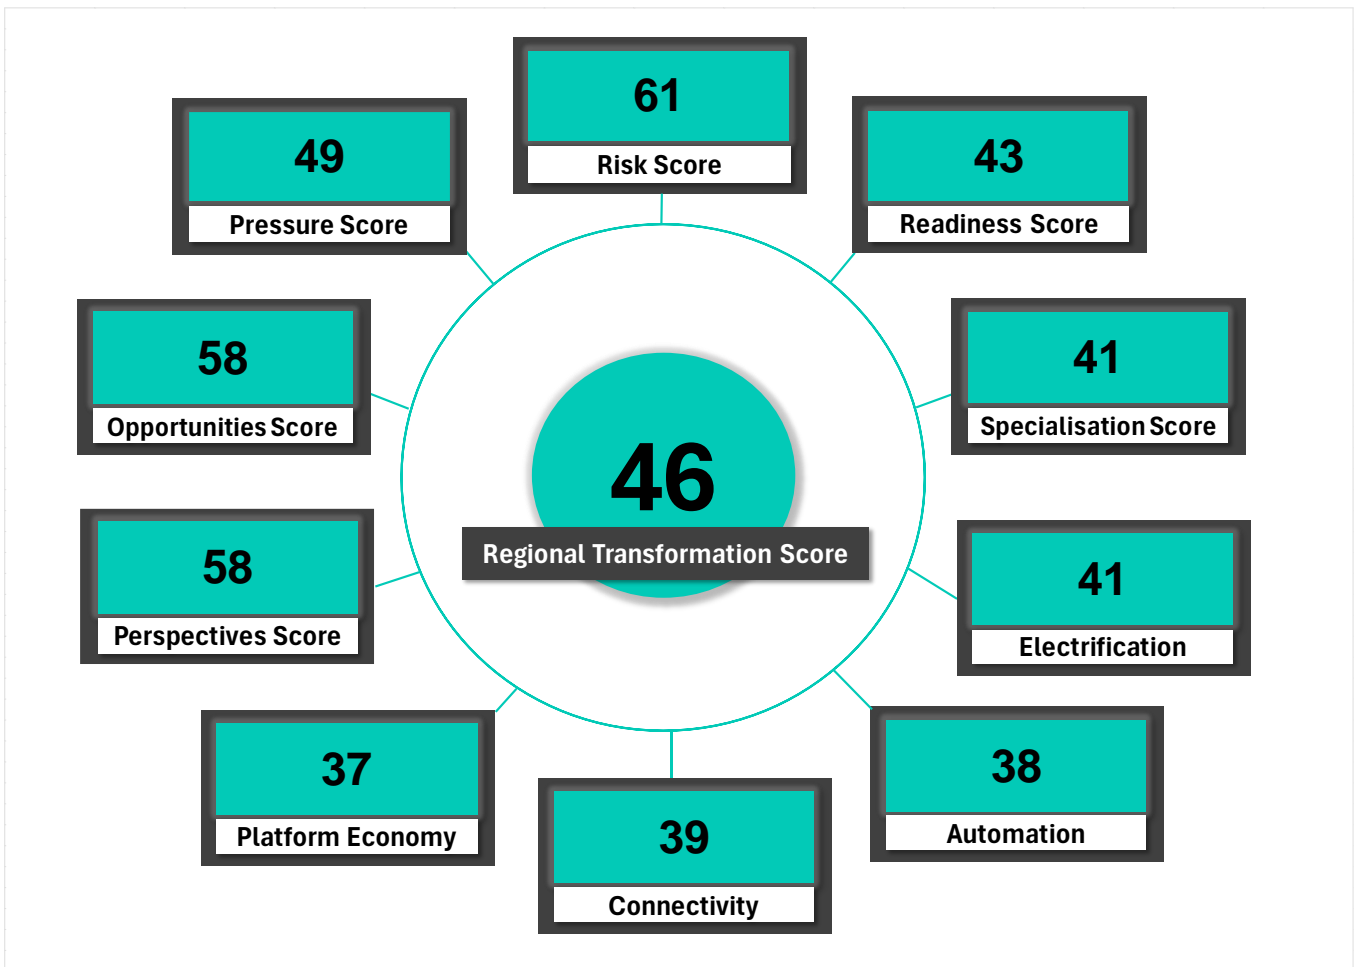 61
Risk Score
49
Pressure Score
43
Readiness Score
58
Opportunities Score
41
Specialisation Score
46
Regional Transformation Score
58
Perspectives Score
41
Electrification
37
Platform Economy
38
Automation
39
Connectivity